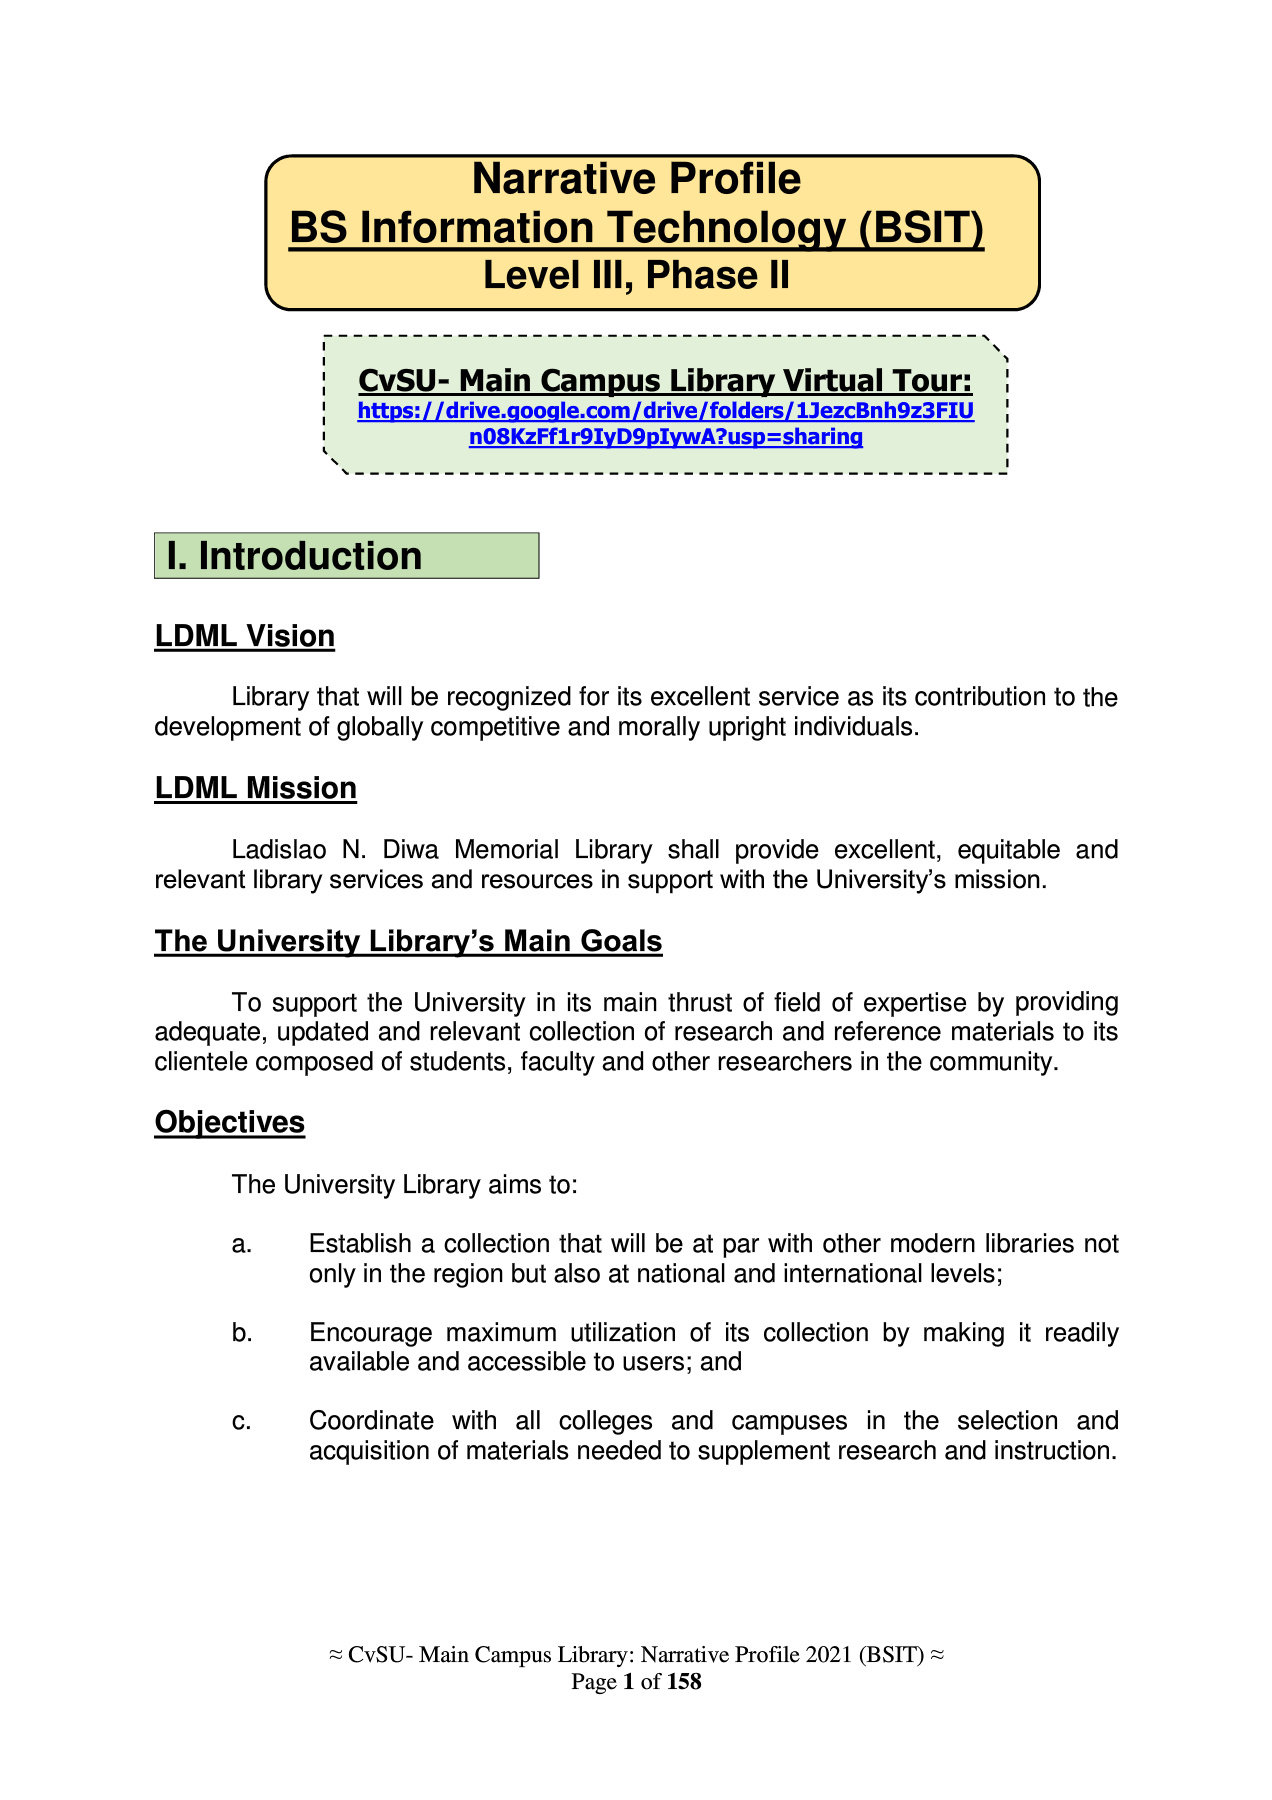 Narrative Profile
BS Information Technology (BSIT)
Level III, Phase II
CvSU- Main Campus Library Virtual Tour:
https://drive.google.com/drive/folders/1JezcBnh9z3FIU
n08KzFf1r9IyD9pIywA?usp=sharing
I. Introduction
LDML Vision
Library that will be recognized for its excellent service as its contribution to the
development of globally competitive and morally upright individuals.
LDML Mission
Ladislao N. Diwa Memorial Library shall provide excellent, equitable and
relevant library services and resources in support with the University’s mission.
The University Library’s Main Goals
To support the University in its main thrust of field of expertise by providing
adequate, updated and relevant collection of research and reference materials to its
clientele composed of students, faculty and other researchers in the community.
Objectives
The University Library aims to:
a. Establish a collection that will be at par with other modern libraries not
only in the region but also at national and international levels;
b. Encourage maximum utilization of its collection by making it readily
available and accessible to users; and
c. Coordinate with all colleges and campuses in the selection and
acquisition of materials needed to supplement research and instruction.
≈ CvSU- Main Campus Library: Narrative Profile 2021 (BSIT) ≈
Page 1 of 158